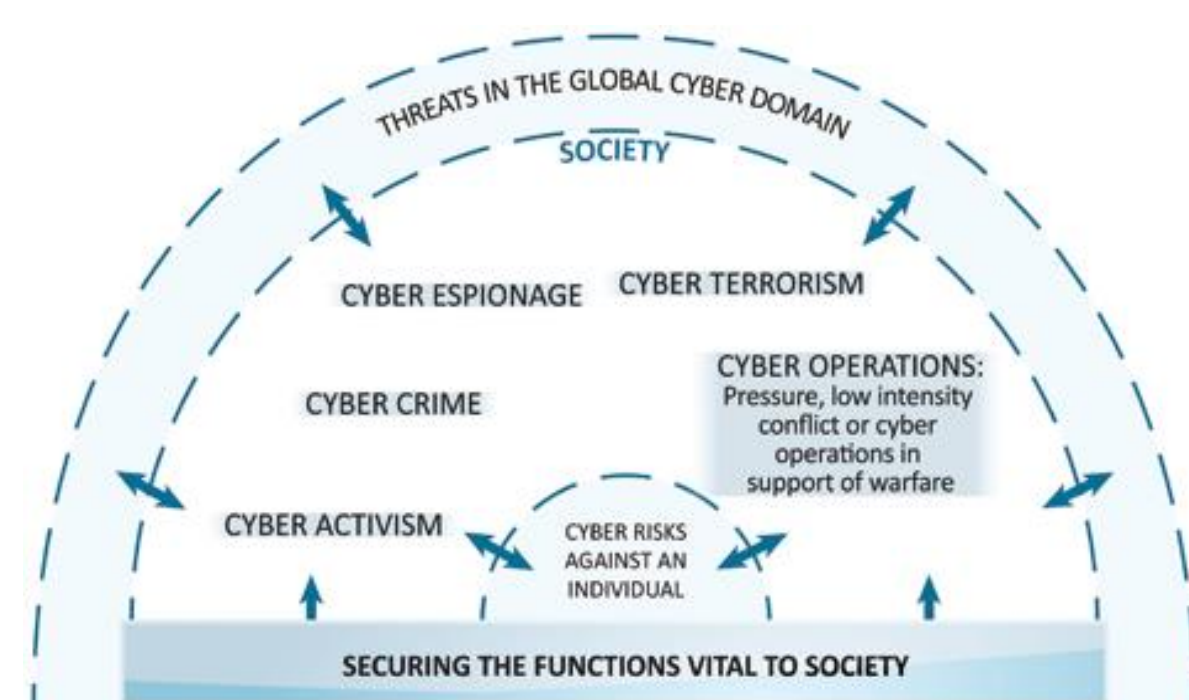 THREATS IN THE GLOBAL CYBER DOMAIN
SOCIETY
CYBER ESPIONAGE
CYBER TERRORISM
CYBER OPERATIONS:
Pressure, low intensity
conflict or cyber
operations in
support of warfare
CYBER CRIME
CYBER ACTIVISM
CYBER RISKS
AGAINST AN
INDIVIDUAL
SECURING THE FUNCTIONS VITAL TO SOCIETY